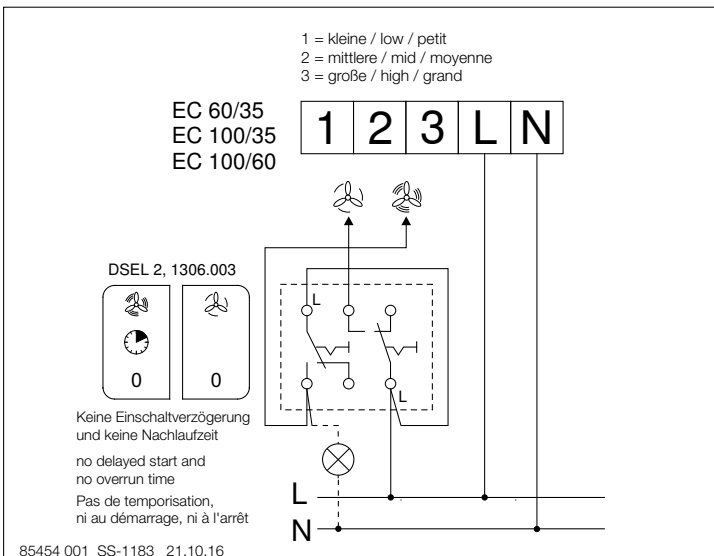 1 = kleine / low / petit
2 = mittlere / mid / moyenne
3 = große / high / grand
EC 60/35
EC 100/35
EC 100/60
1 2 3 L N
DSEL 2, 1306.003
0 0
L
L
Keine Einschaltverzögerung
und keine Nachlaufzeit
no delayed start and
no overrun time
Pas de temporisation,
ni au démarrage, ni à l'arrêt
L
N
85454 001 SS-1183 21.10.16